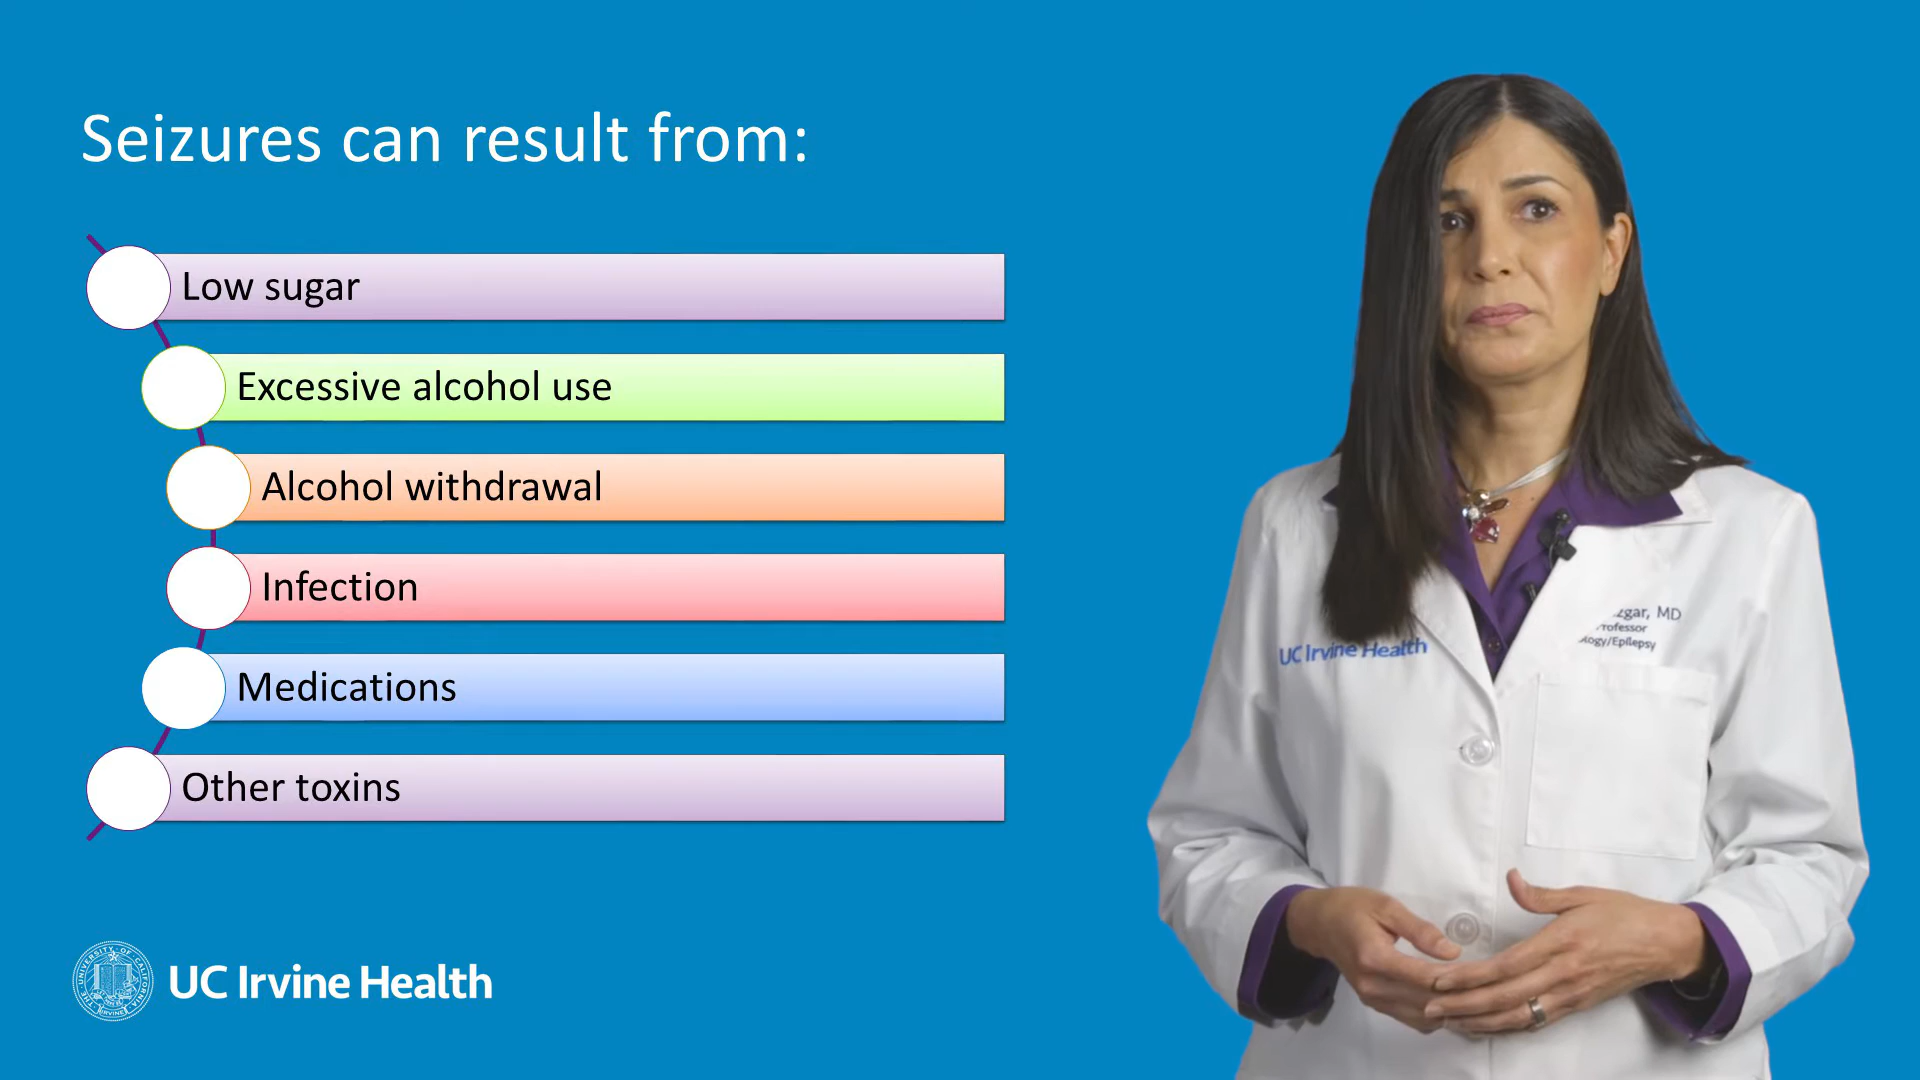 Seizures can result from:
Low sugar
Excessive alcohol use
Alcohol withdrawal
Infection
Medications
Other toxins
UC Irvine Health
MD
UC Irvine Health